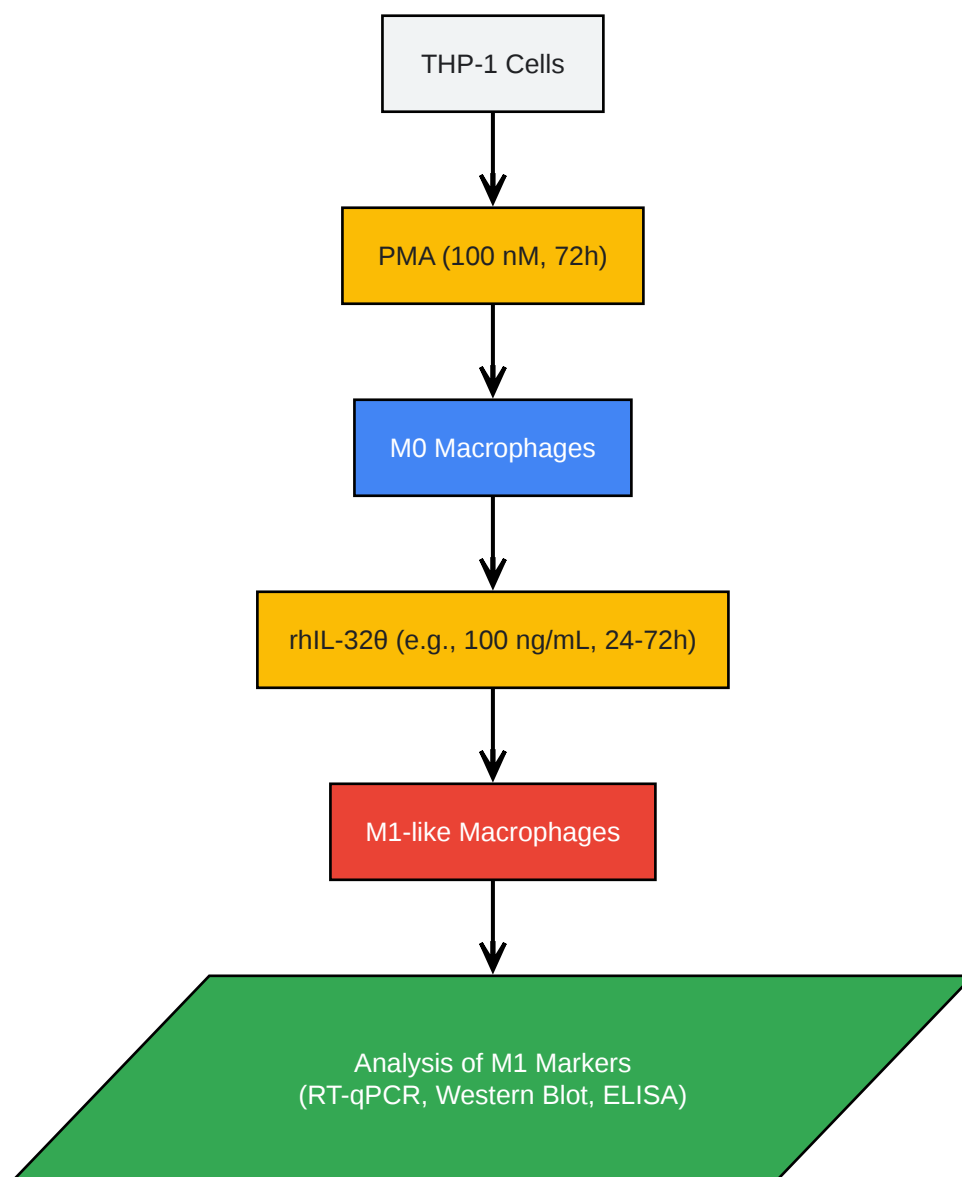 THP-1 Cells
PMA (100 nM, 72h)
M0 Macrophages
rhIL-32θ (e.g., 100 ng/mL, 24-72h)
M1-like Macrophages
Analysis of M1 Markers
(RT-qPCR, Western Blot, ELISA)